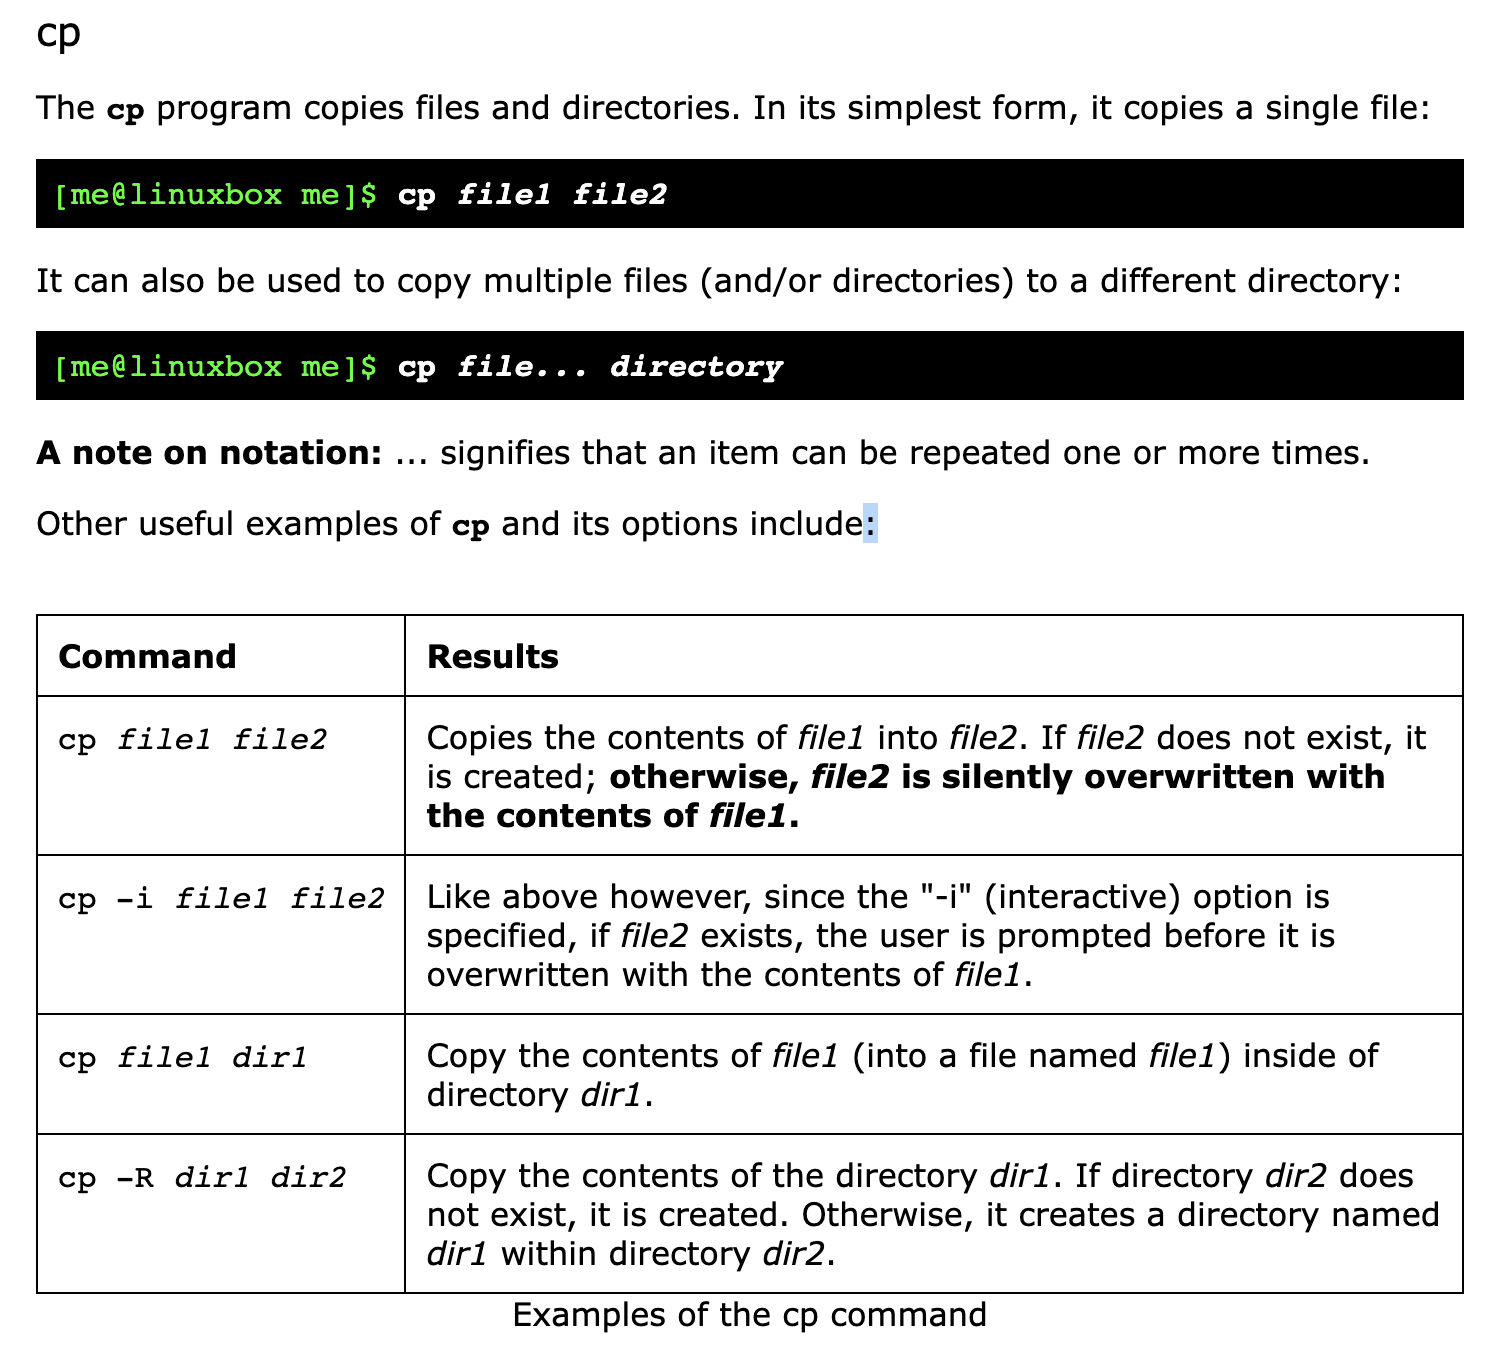 cp
The cp program copies files and directories. In its simplest form, it copies a single file:
[me@linuxbox me]$ cp file1 file2
It can also be used to copy multiple files (and/or directories) to a different directory:
[me@linuxbox me]$ cp file... directory
A note on notation: ... signifies that an item can be repeated one or more times.
Other useful examples of cp and its options include:
Command Results
cp file1 file2 Copies the contents of file1 into file2. If file2 does not exist, it
is created; otherwise, file2 is silently overwritten with
the contents of file1.
cp -i file1 file2 Like above however, since the "-i" (interactive) option is
specified, if file2 exists, the user is prompted before it is
overwritten with the contents of file1.
cp file1 dir1 Copy the contents of file1 (into a file named file1) inside of
directory dir1.
cp -R dir1 dir2 Copy the contents of the directory dir1. If directory dir2 does
not exist, it is created. Otherwise, it creates a directory named
dir1 within directory dir2.
Examples of the cp command